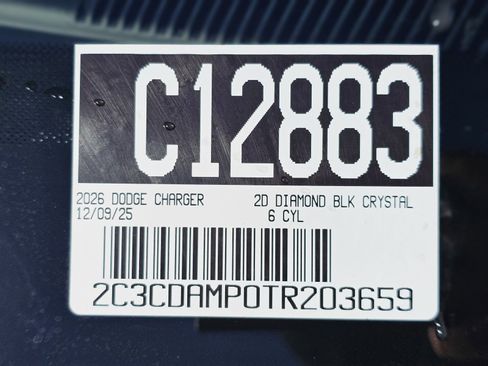 C12883
2026 DODGE CHARGER 2D DIAMOND BLK CRYSTAL
12/09/25 6 CYL
2C3CDAMP0TR203659